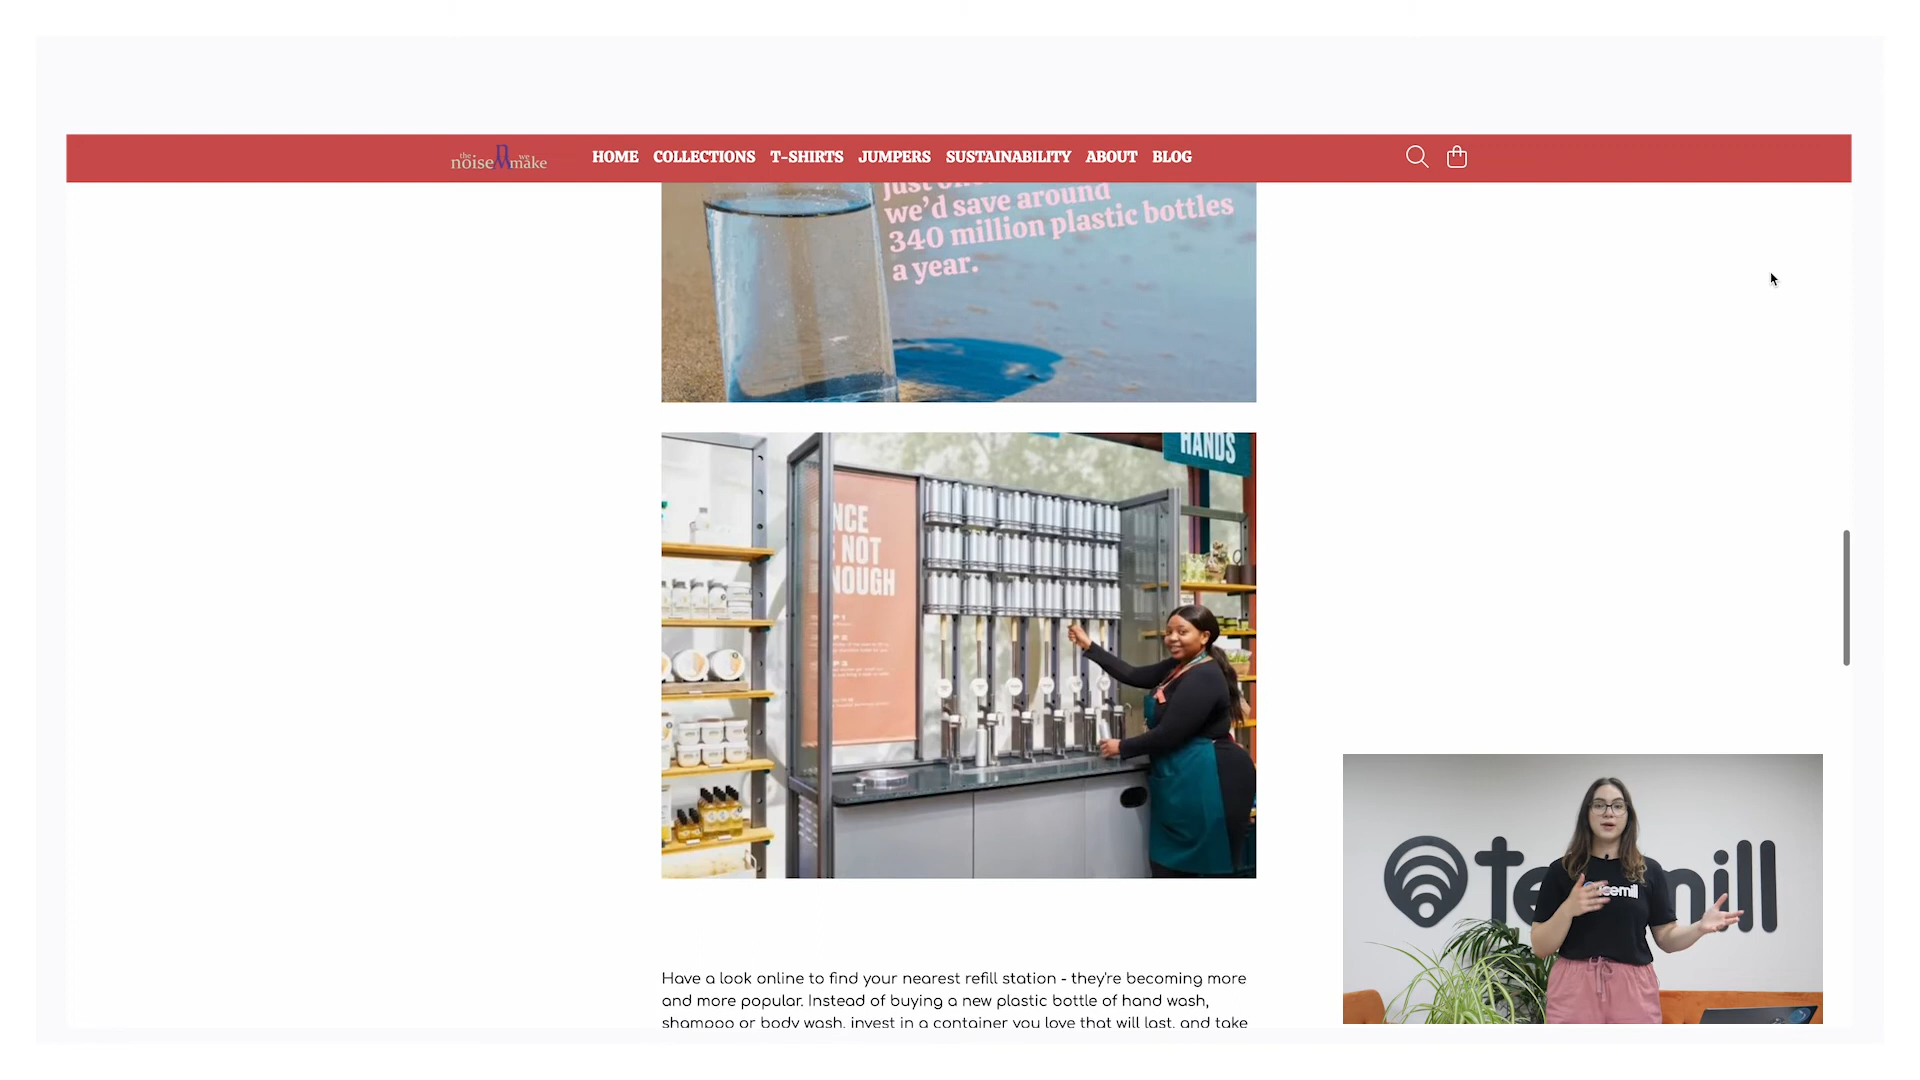 the noise we make
HOME COLLECTIONS T-SHIRTS JUMPERS SUSTAINABILITY ABOUT BLOG
just
we'd save around
340 million plastic bottles
a year.
HANDS
NCE
NOT
NOUGH
Have a look online to find your nearest refill station - they're becoming more
and more popular. Instead of buying a new plastic bottle of hand wash,
shampoo or body wash, invest in a container you love that will last, and take
teemill